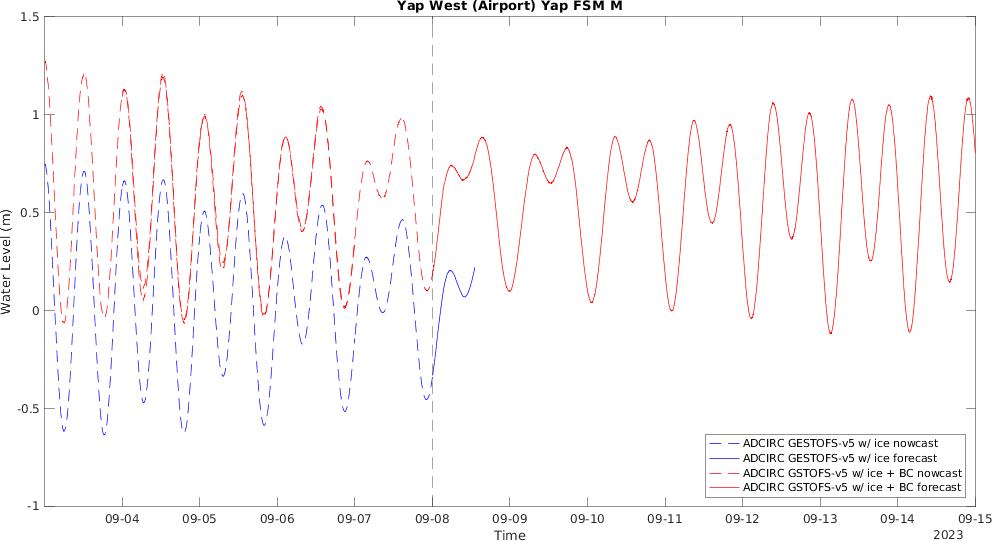 Yap West (Airport) Yap FSM M
1.5
1
0.5
0
-0.5
-1
Water Level (m)
09-04
09-05
09-06
09-07
09-08
09-09
09-10
09-11
09-12
09-13
09-14
09-15
Time
2023
ADCIRC GESTOFS-v5 w/ ice nowcast
ADCIRC GESTOFS-v5 w/ ice forecast
ADCIRC GSTOFS-v5 w/ ice + BC nowcast
ADCIRC GSTOFS-v5 w/ ice + BC forecast